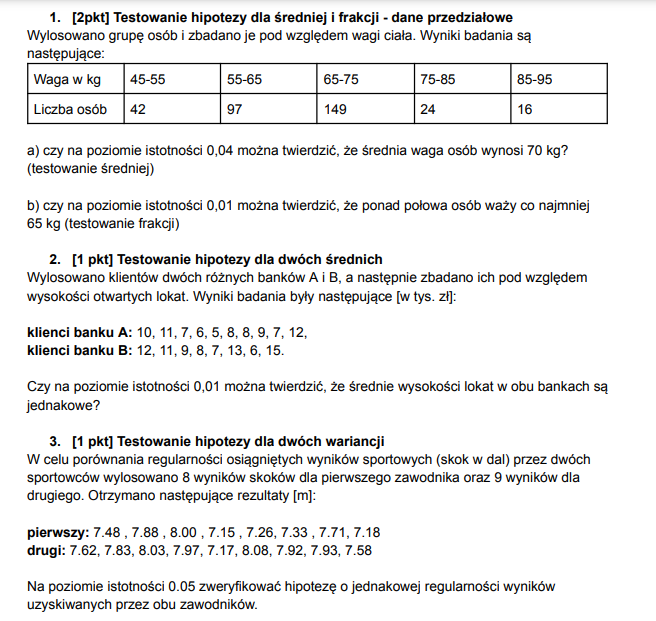 1. [2pkt] Testowanie hipotezy dla średniej i frakcji - dane przedziałowe
Wylosowano grupę osób i zbadano je pod względem wagi ciała. Wyniki badania są
następujące:
Waga w kg 45-55 55-65 65-75 75-85 85-95
Liczba osób 42 97 149 24 16
a) czy na poziomie istotności 0,04 można twierdzić, że średnia waga osób wynosi 70 kg?
(testowanie średniej)
b) czy na poziomie istotności 0,01 można twierdzić, że ponad połowa osób waży co najmniej
65 kg (testowanie frakcji)
2. [1 pkt] Testowanie hipotezy dla dwóch średnich
Wylosowano klientów dwóch różnych banków A i B, a następnie zbadano ich pod względem
wysokości otwartych lokat. Wyniki badania były następujące [w tys. zł]:
klienci banku A: 10, 11, 7, 6, 5, 8, 8, 9, 7, 12,
klienci banku B: 12, 11, 9, 8, 7, 13, 6, 15.
Czy na poziomie istotności 0,01 można twierdzić, że średnie wysokości lokat w obu bankach są
jednakowe?
3. [1 pkt] Testowanie hipotezy dla dwóch wariancji
W celu porównania regularności osiągniętych wyników sportowych (skok w dal) przez dwóch
sportowców wylosowano 8 wyników skoków dla pierwszego zawodnika oraz 9 wyników dla
drugiego. Otrzymano następujące rezultaty [m]:
pierwszy: 7.48 , 7.88 , 8.00 , 7.15 , 7.26, 7.33 , 7.71, 7.18
drugi: 7.62, 7.83, 8.03, 7.97, 7.17, 8.08, 7.92, 7.93, 7.58
Na poziomie istotności 0.05 zweryfikować hipotezę o jednakowej regularności wyników
uzyskiwanych przez obu zawodników.